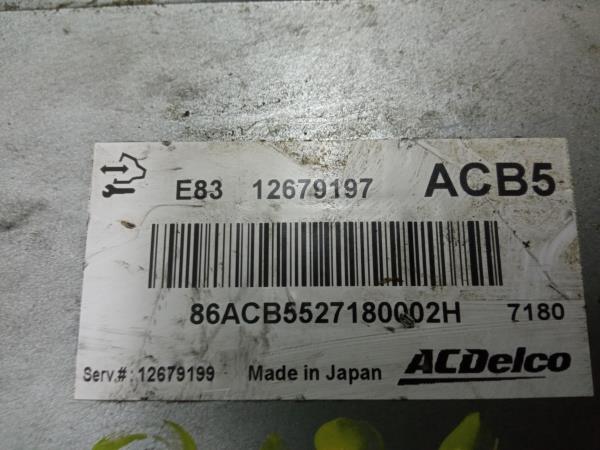 E83 12679197 ACB5
86ACB5527180002H 7180
Serv.#: 12679199 Made in Japan ACDelco